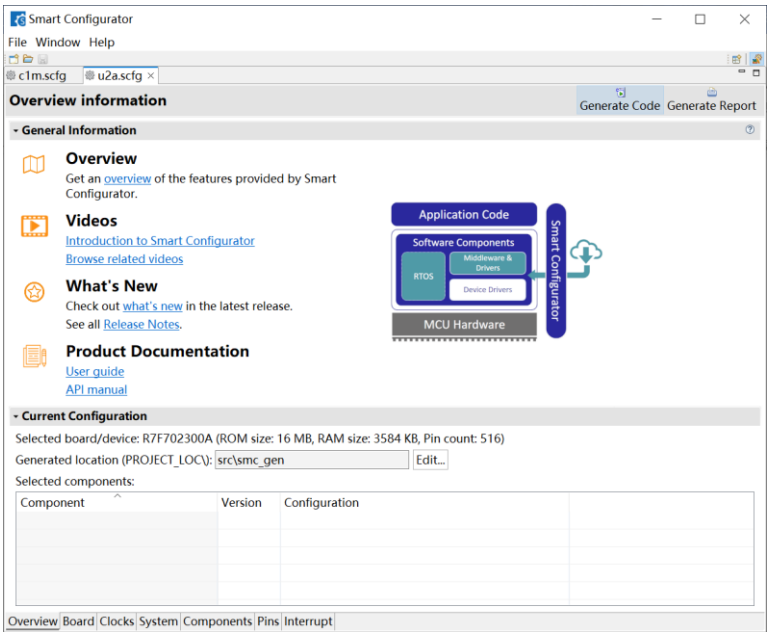 Smart Configurator
File Window Help
c1m.scfg
u2a.scfg
Overview information
Generate Code
Generate Report
General Information
Overview
Get an overview of the features provided by Smart
Configurator.
Videos
Introduction to Smart Configurator
Browse related videos
What's New
Check out what's new in the latest release.
See all Release Notes.
Product Documentation
User guide
API manual
Application Code
Software Components
RTOS
Middleware &
Drivers
Device Drivers
MCU Hardware
Smart Configurator
Current Configuration
Selected board/device: R7F702300A (ROM size: 16 MB, RAM size: 3584 KB, Pin count: 516)
Generated location (PROJECT_LOC\): src\smc_gen Edit...
Selected components:
Component Version Configuration
Overview Board Clocks System Components Pins Interrupt